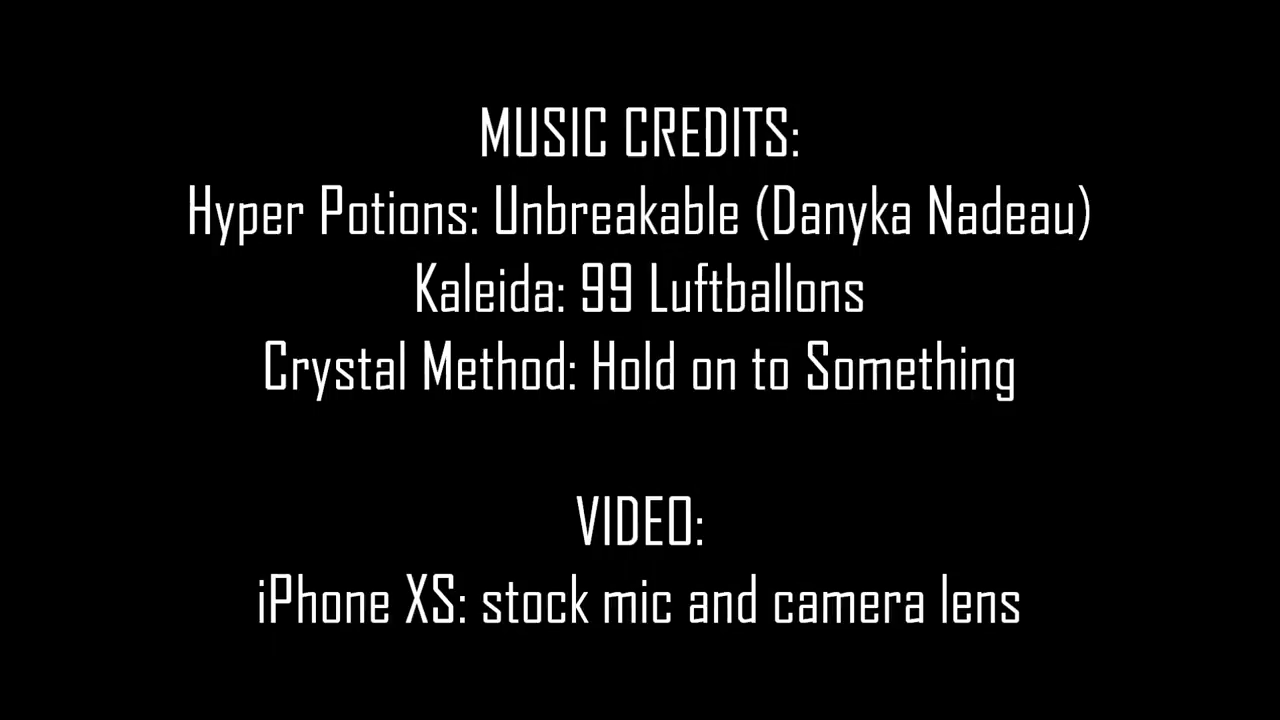 MUSIC CREDITS:
Hyper Potions: Unbreakable (Danyka Nadeau)
Kaleida: 99 Luftballons
Crystal Method: Hold on to Something
VIDEO:
iPhone XS: stock mic and camera lens